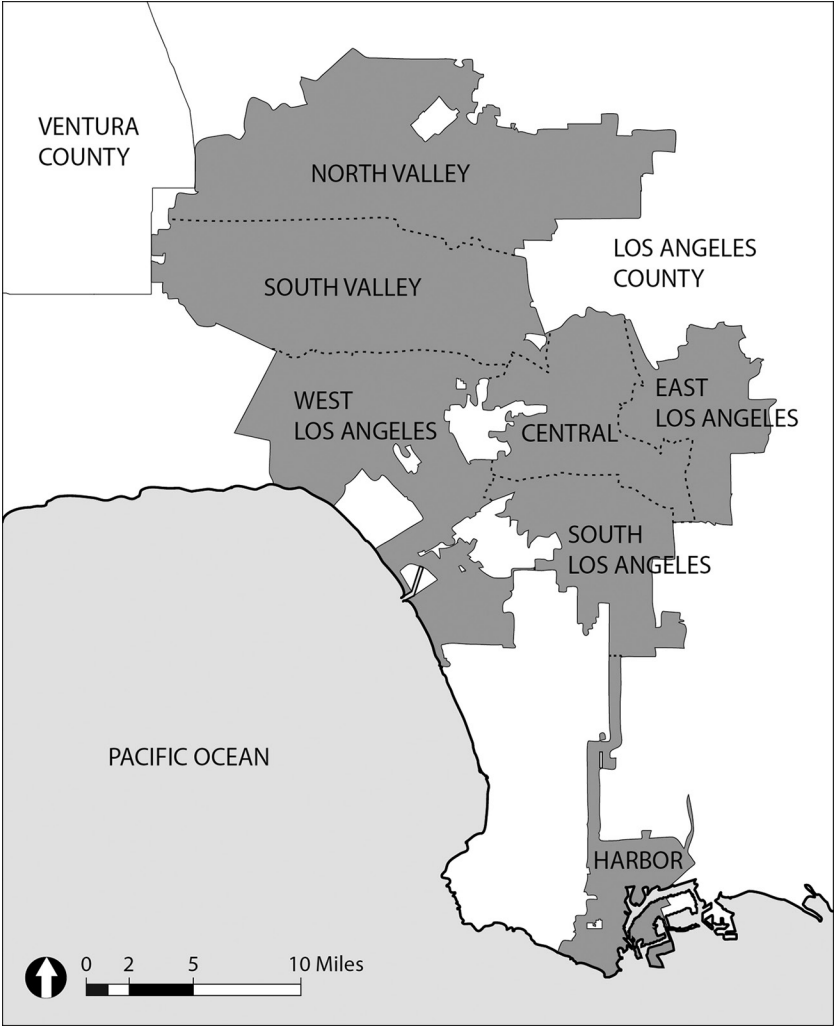 VENTURA
COUNTY
NORTH VALLEY
LOS ANGELES
COUNTY
SOUTH VALLEY
WEST
LOS ANGELES
EAST
LOS ANGELES
CENTRAL
SOUTH
LOS ANGELES
PACIFIC OCEAN
HARBOR
0 2 5 10 Miles